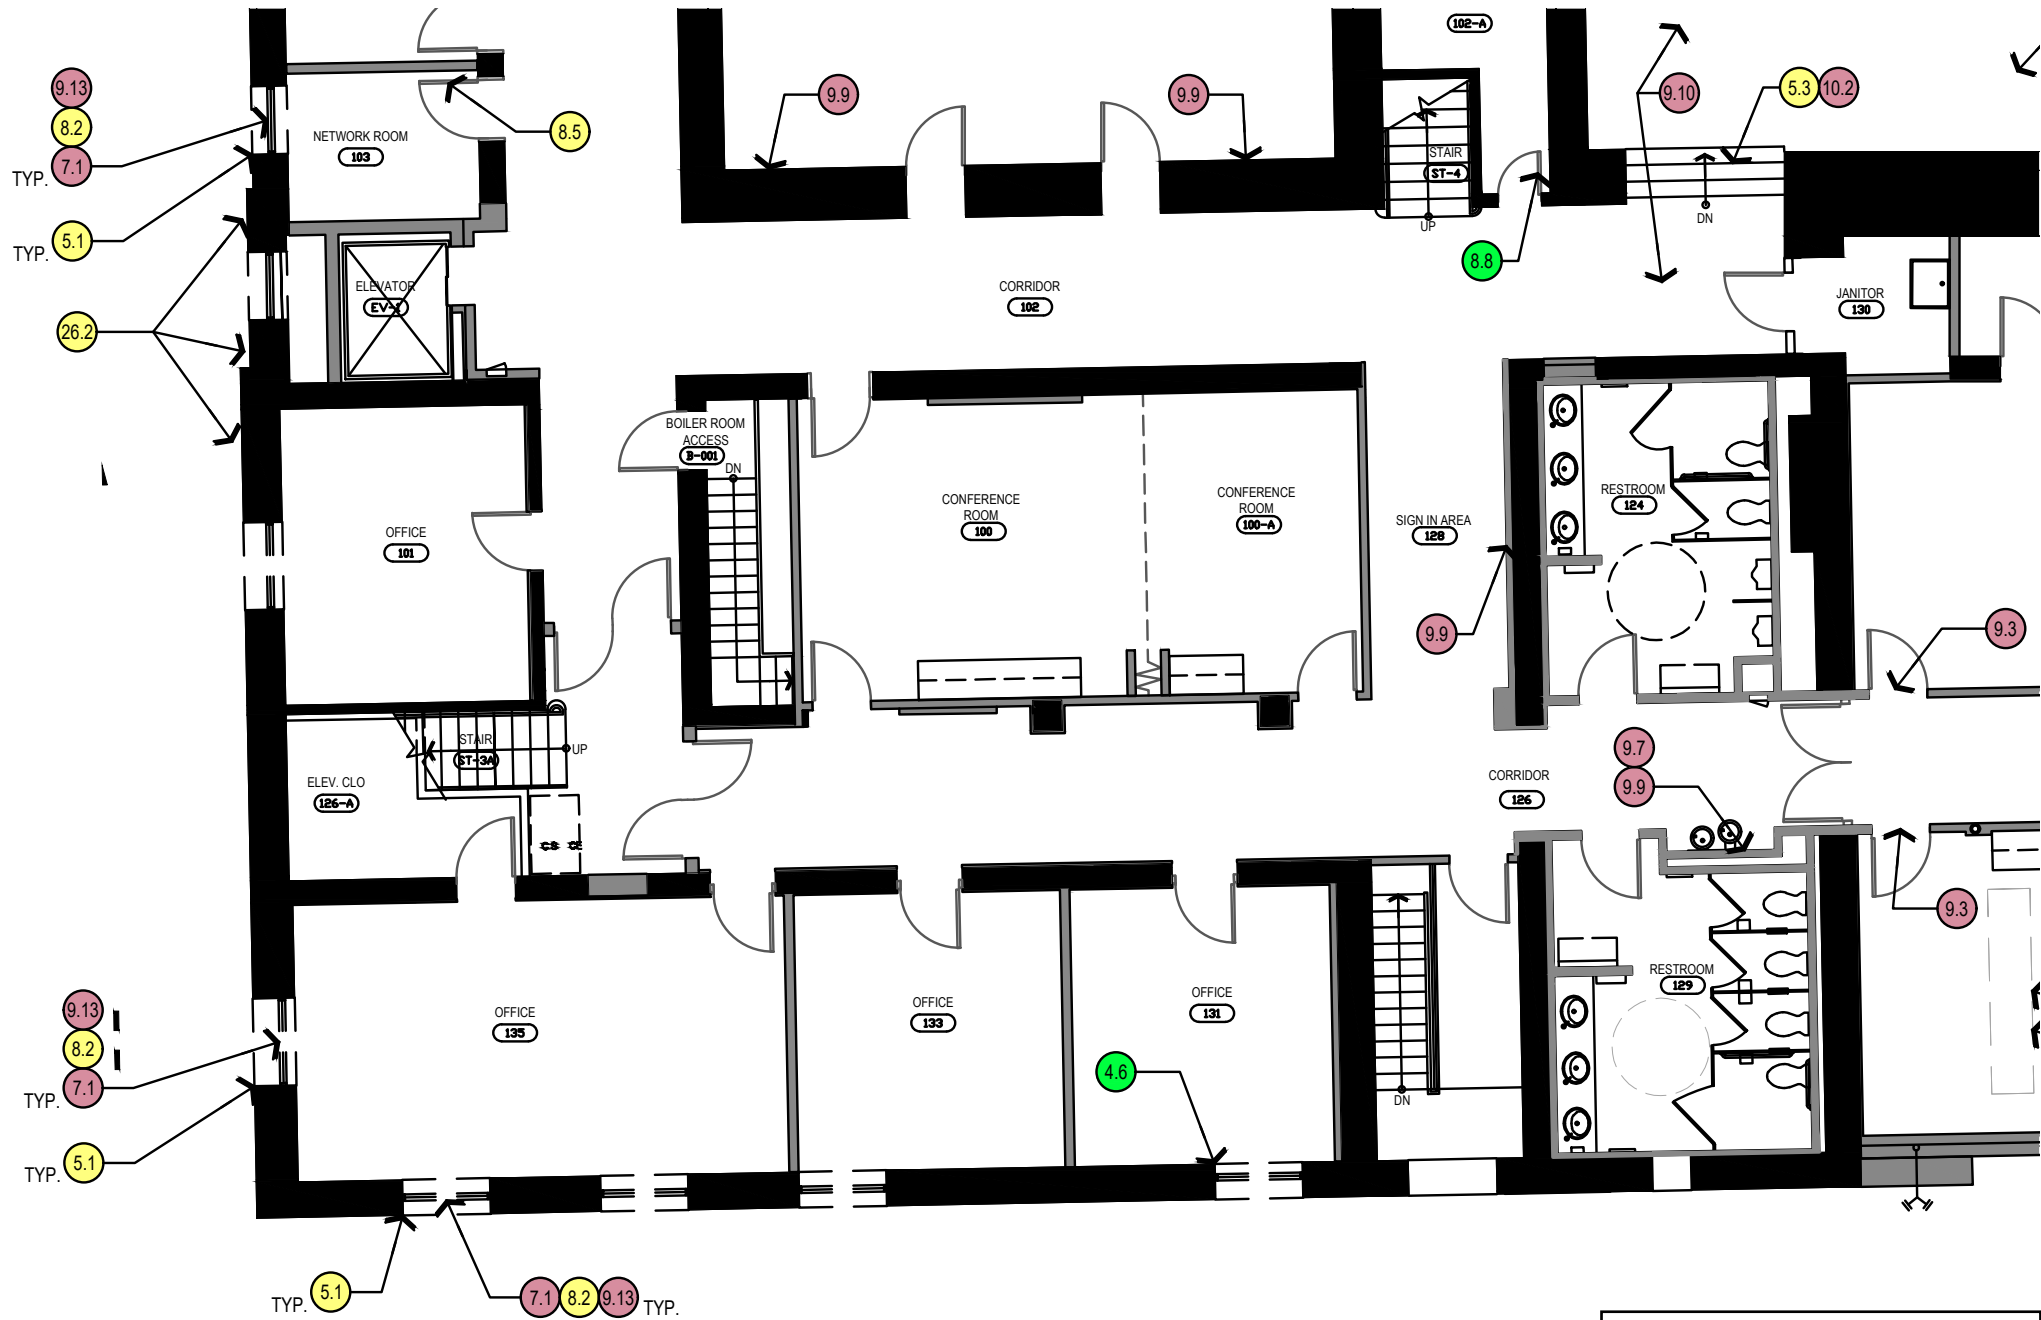 102-A
9.13
8.2
TYP.
7.1
NETWORK ROOM
103
8.5
9.9
9.9
STAIR
ST-4
UP
9.10
5.3
10.2
DN
TYP.
5.1
26.2
ELEVATOR
EV-1
CORRIDOR
102
8.8
JANITOR
130
BOILER ROOM
ACCESS
B-001
DN
OFFICE
101
CONFERENCE
ROOM
100
CONFERENCE
ROOM
100-A
SIGN IN AREA
128
RESTROOM
124
9.9
9.3
STAIR
ST-3A
UP
ELEV. CLO
126-A
CORRIDOR
126
9.7
9.9
9.3
OFFICE
135
OFFICE
133
OFFICE
131
RESTROOM
129
9.13
8.2
TYP.
7.1
4.6
DN
TYP.
5.1
TYP.
5.1
7.1
8.2
9.13
TYP.